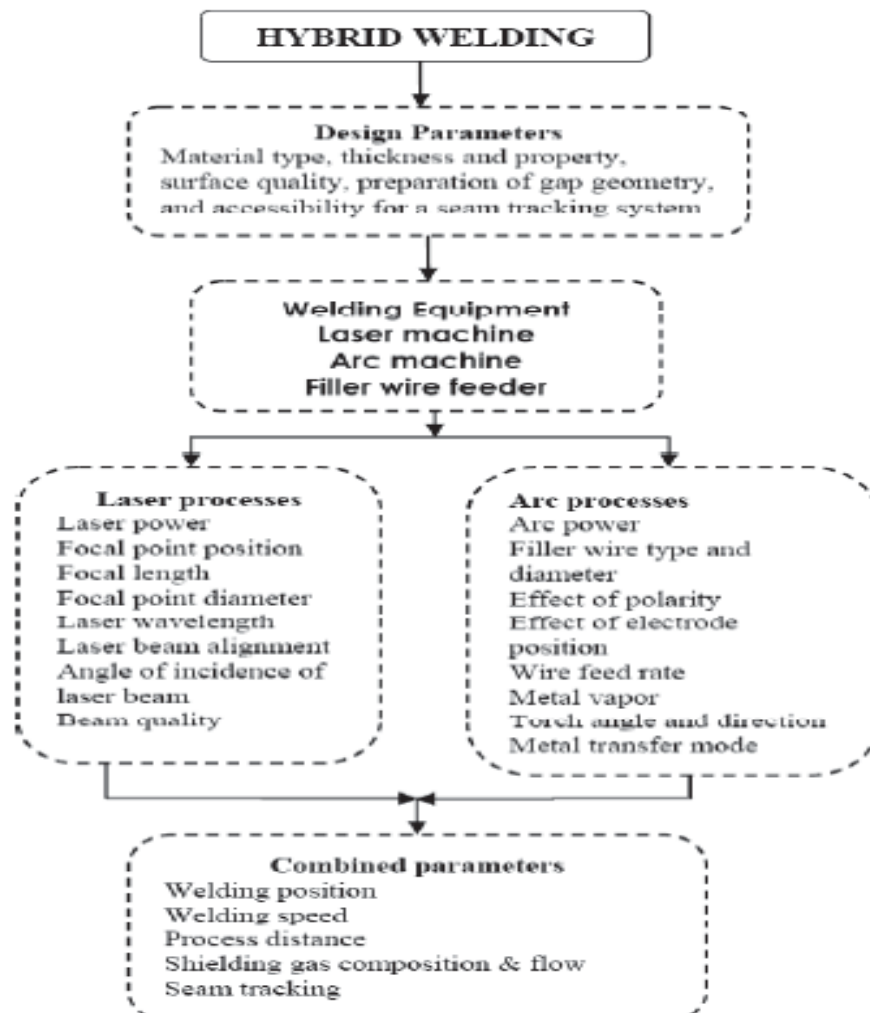 HYBRID WELDING
Design Parameters
Material type, thickness and property,
surface quality, preparation of gap geometry,
and accessibility for a seam tracking system
Welding Equipment
Laser machine
Arc machine
Filler wire feeder
Laser processes
Laser power
Focal point position
Focal length
Focal point diameter
Laser wavelength
Laser beam alignment
Angle of incidence of
laser beam
Beam quality
Arc processes
Arc power
Filler wire type and
diameter
Effect of polarity
Effect of electrode
position
Wire feed rate
Metal vapor
Torch angle and direction
Metal transfer mode
Combined parameters
Welding position
Welding speed
Process distance
Shielding gas composition & flow
Seam tracking